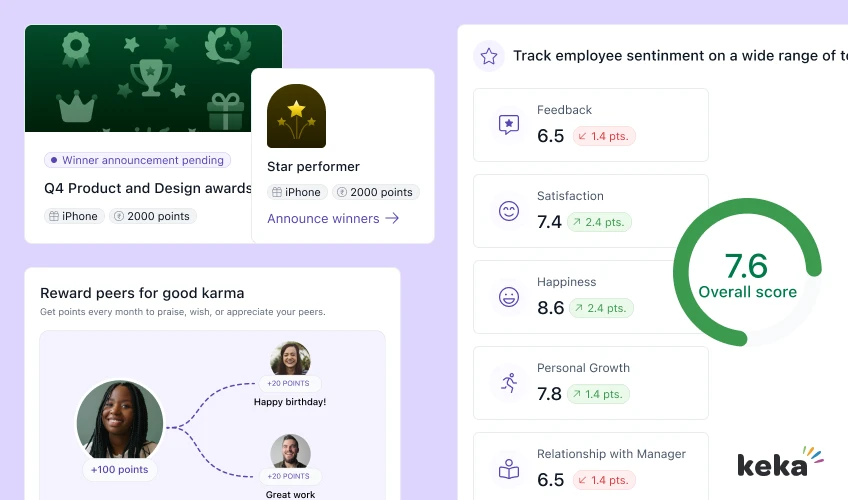 Winner announcement pending
Q4 Product and Design awards
iPhone
2000 points
Star performer
iPhone
2000 points
Announce winners
Reward peers for good karma
Get points every month to praise, wish, or appreciate your peers.
+100 points
+20 POINTS
Happy birthday!
+20 POINTS
Great work
Track employee sentinment on a wide range of to
Feedback
6.5 1.4 pts.
Satisfaction
7.4 2.4 pts.
Happiness
8.6 2.4 pts.
Personal Growth
7.8 1.4 pts.
Relationship with Manager
6.5 1.4 pts.
7.6
Overall score
keka